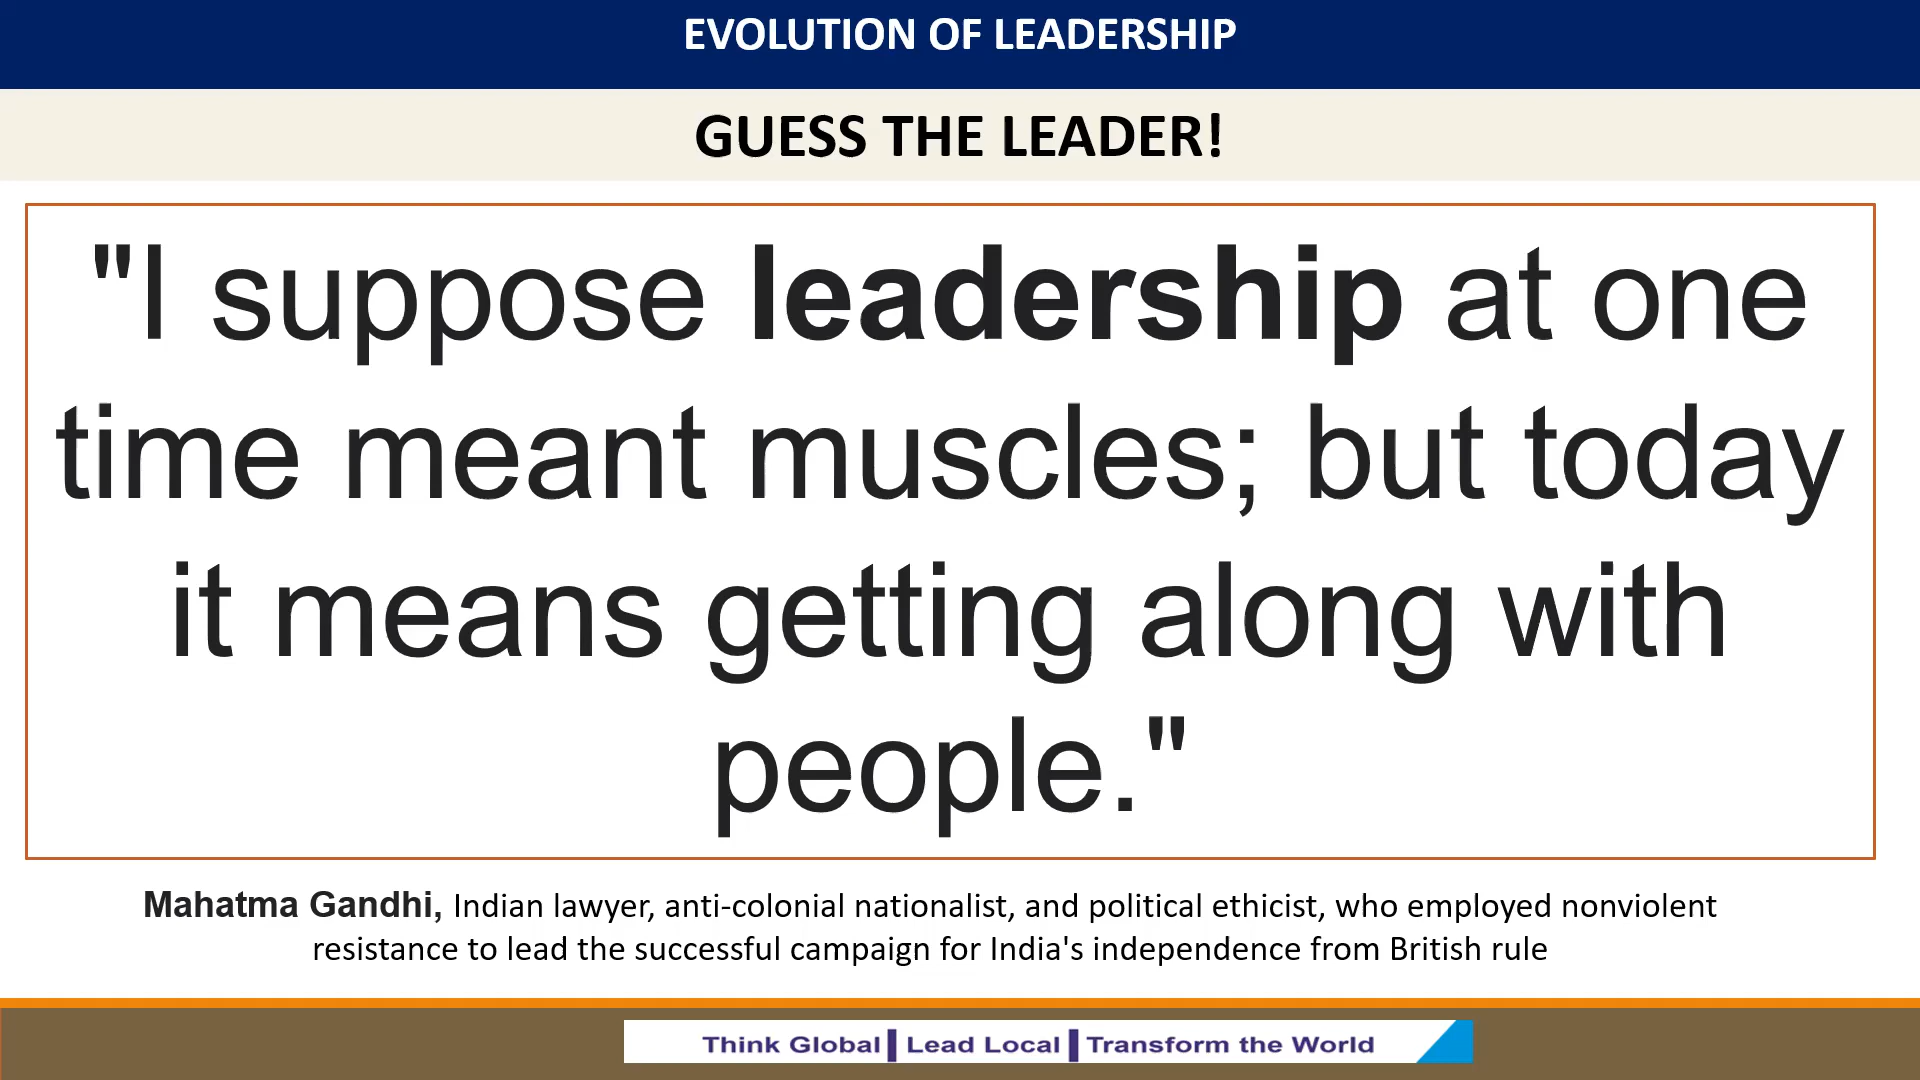 EVOLUTION OF LEADERSHIP
GUESS THE LEADER!
"I suppose leadership at one
time meant muscles; but today
it means getting along with
people."
Mahatma Gandhi, Indian lawyer, anti-colonial nationalist, and political ethicist, who employed nonviolent
resistance to lead the successful campaign for India's independence from British rule
Think Global | Lead Local | Transform the World